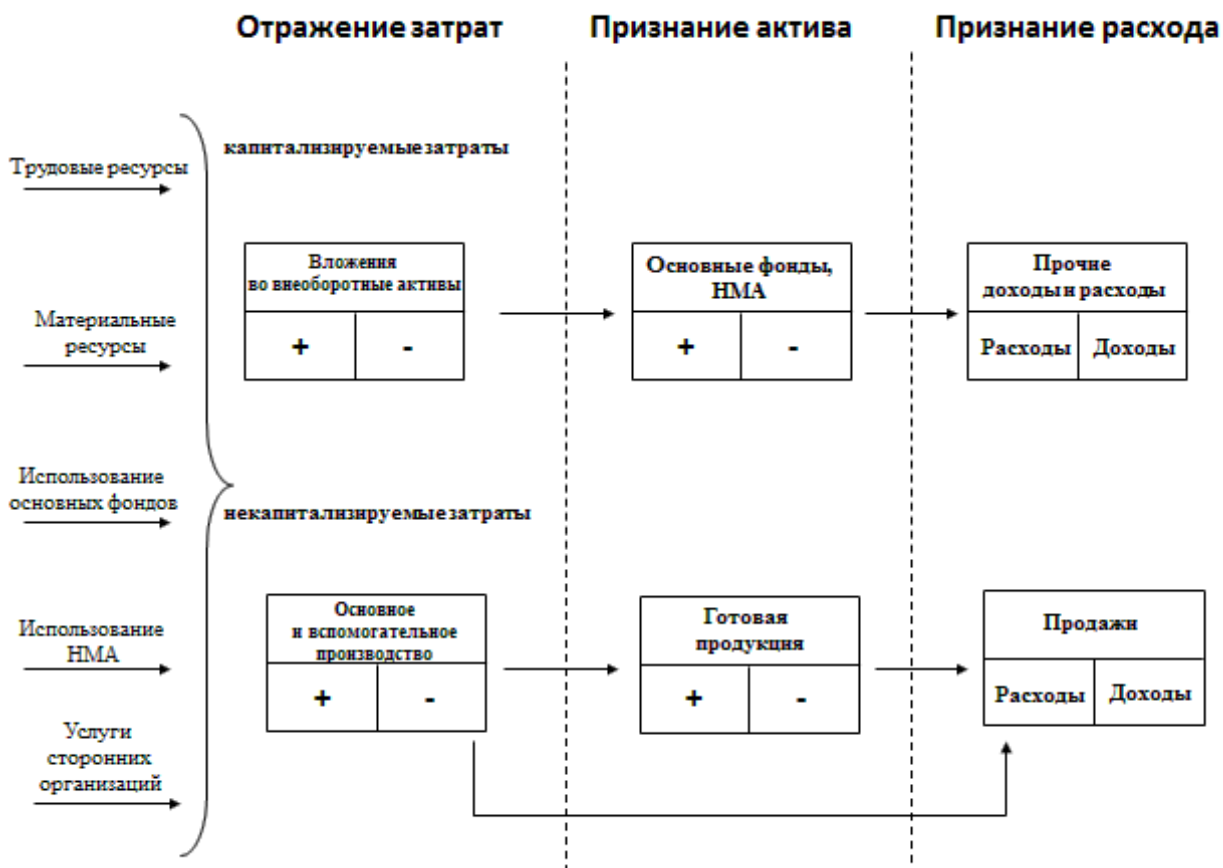 Отражение затрат
Признание актива
Признание расхода
капитализируемые затраты
Трудовые ресурсы
Вложения
во внеоборотные активы
+ -
Основные фонды,
НМА
+ -
Прочие
доходы и расходы
Расходы Доходы
Материальные
ресурсы
Использование
основных фондов
некапитализируемые затраты
Использование
НМА
Основное
и вспомогательное
производство
+ -
Готовая
продукция
+ -
Продажи
Расходы Доходы
Услуги
сторонних
организаций